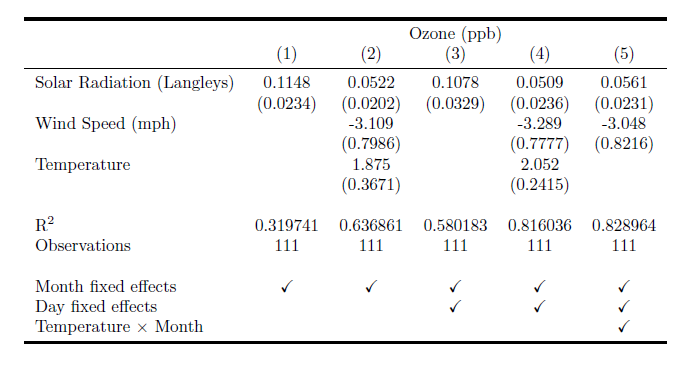 Ozone (ppb)
(1) (2) (3) (4) (5)
Solar Radiation (Langleys) 0.1148 0.0522 0.1078 0.0509 0.0561
(0.0234) (0.0202) (0.0329) (0.0236) (0.0231)
Wind Speed (mph) -3.109 -3.289 -3.048
(0.7986) (0.7777) (0.8216)
Temperature 1.875 2.052
(0.3671) (0.2415)
R² 0.319741 0.636861 0.580183 0.816036 0.828964
Observations 111 111 111 111 111
Month fixed effects ✓ ✓ ✓ ✓ ✓
Day fixed effects ✓ ✓ ✓
Temperature × Month ✓